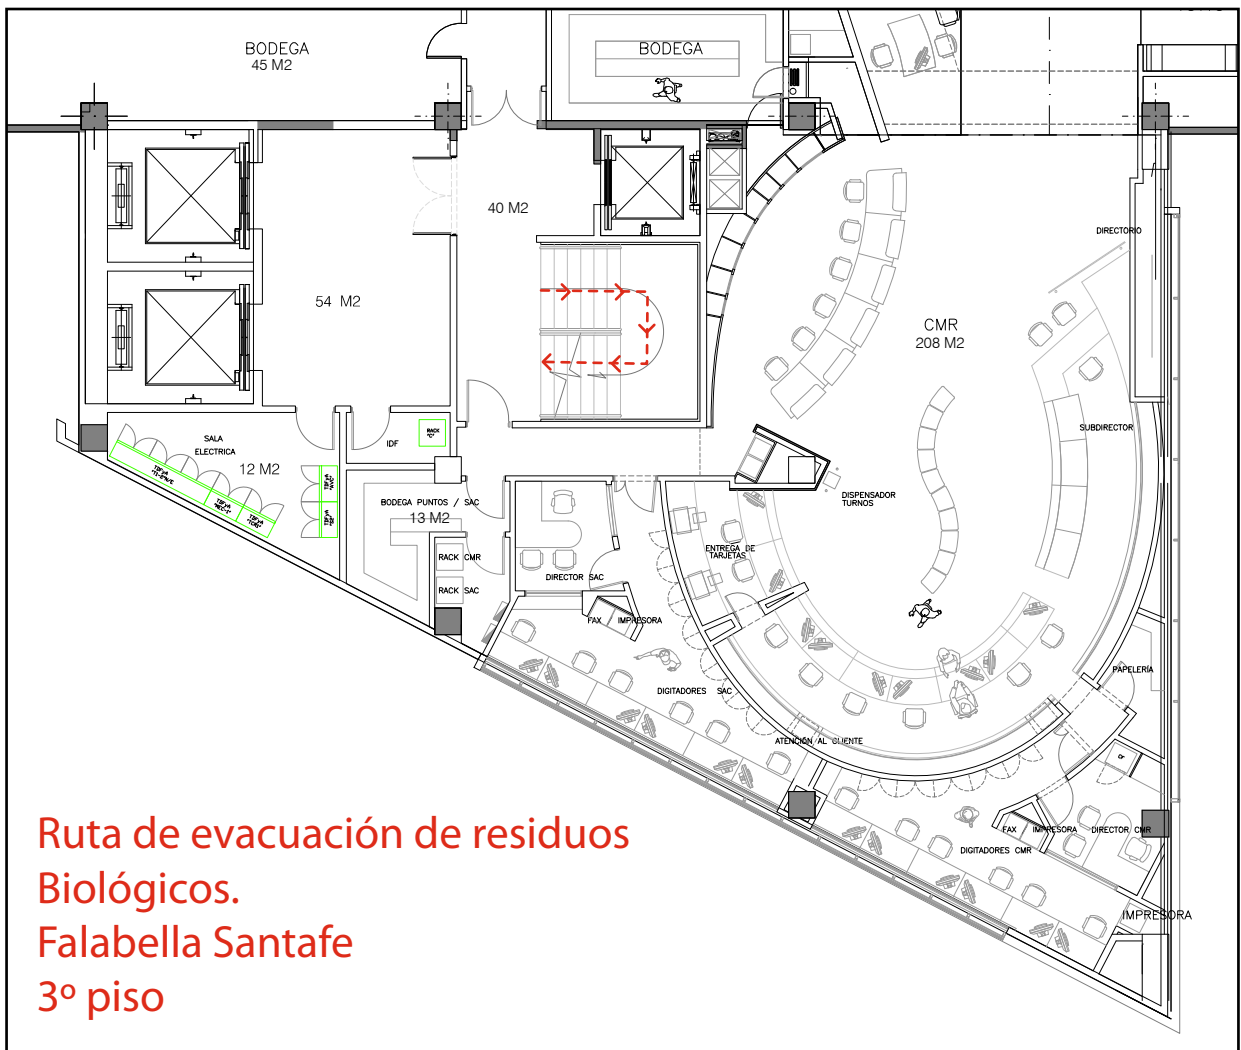 BODEGA
45 M2
BODEGA
40 M2
54 M2
DIRECTORIO
CMR
208 M2
SUBDIRECTOR
SALA
ELECTRICA
12 M2
IDF
RACK
"C"
BODEGA PUNTOS / SAC
13 M2
DISPENSADOR
TURNOS
RACK CMR
RACK SAC
DIRECTOR SAC
ENTREGA DE
TARJETAS
FAX IMPRESORA
DIGITADORES SAC
PAPELERÍA
ATENCIÓN AL CLIENTE
FAX IMPRESORA
DIRECTOR CMR
DIGITADORES CMR
IMPRESORA
Ruta de evacuación de residuos
Biológicos.
Falabella Santafe
3º piso